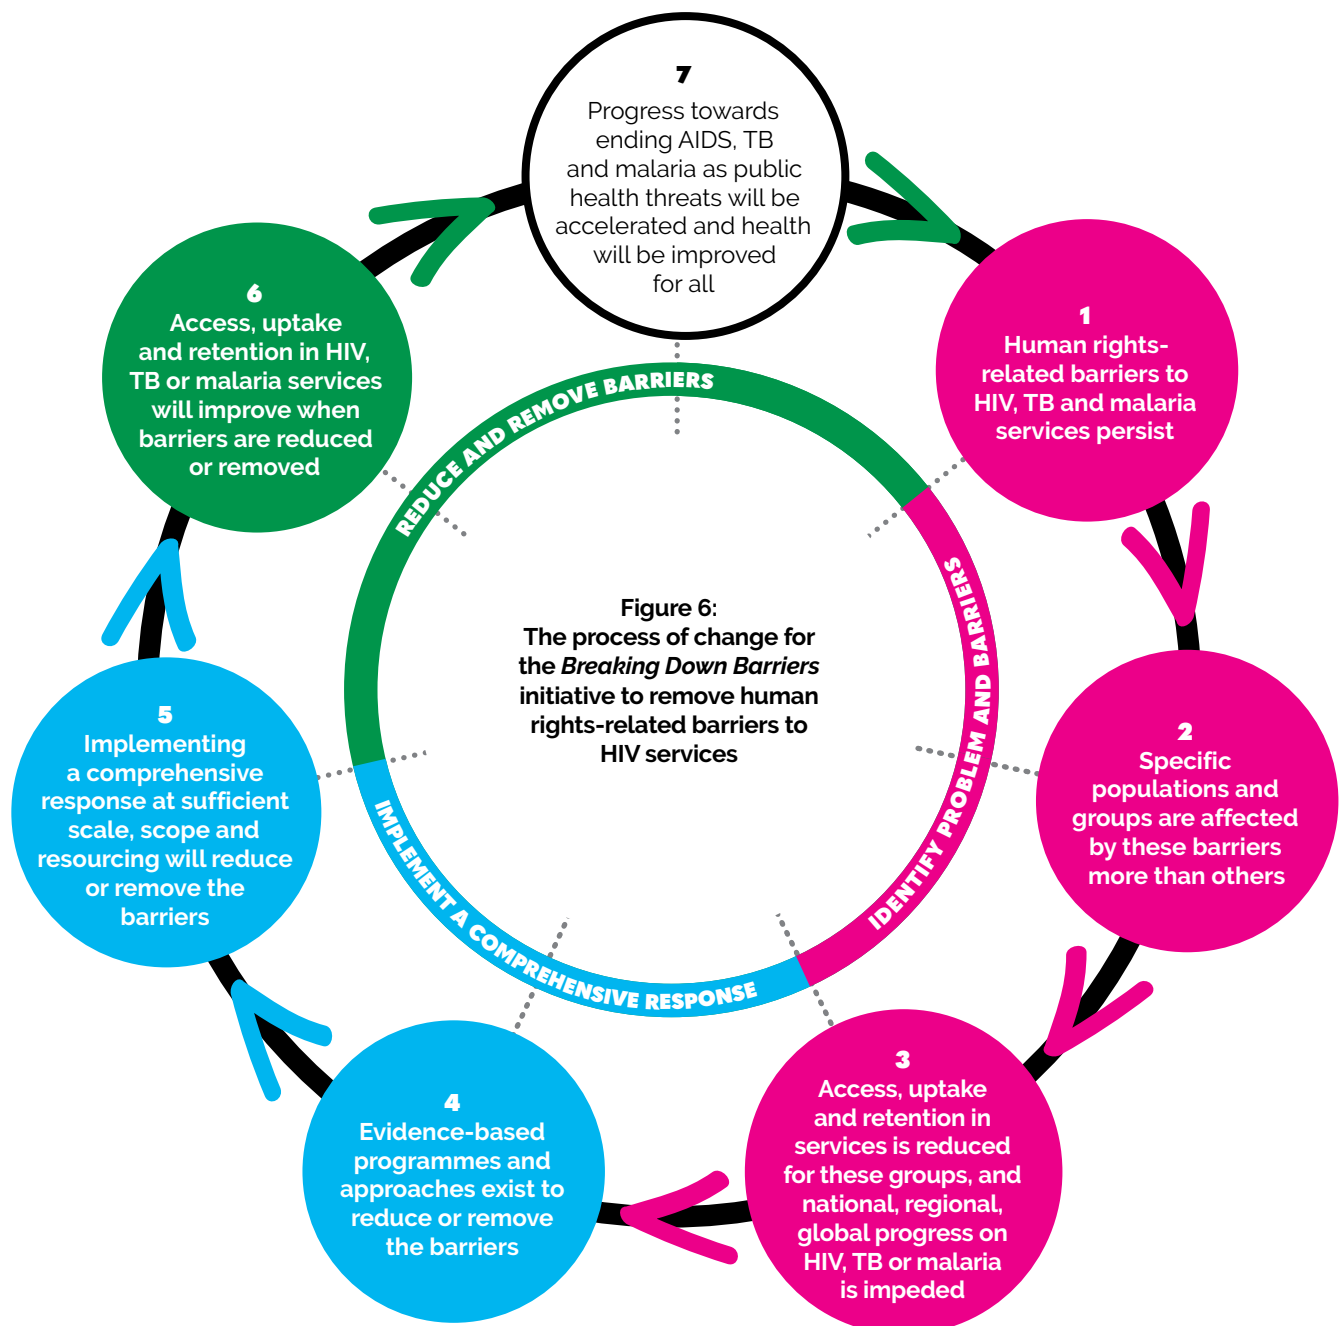 7
Progress towards
ending AIDS, TB
and malaria as public
health threats will be
accelerated and health
will be improved
for all
1
Human rights-
related barriers to
HIV, TB and malaria
services persist
2
Specific
populations and
groups are affected
by these barriers
more than others
3
Access, uptake
and retention in
services is reduced
for these groups, and
national, regional,
global progress on
HIV, TB or malaria
is impeded
4
Evidence-based
programmes and
approaches exist to
reduce or remove
the barriers
5
Implementing
a comprehensive
response at sufficient
scale, scope and
resourcing will reduce
or remove the
barriers
6
Access, uptake
and retention in HIV,
TB or malaria services
will improve when
barriers are reduced
or removed
REDUCE AND REMOVE BARRIERS
IDENTIFY PROBLEM AND BARRIERS
IMPLEMENT A COMPREHENSIVE RESPONSE
Figure 6:
The process of change for
the Breaking Down Barriers
initiative to remove human
rights-related barriers to
HIV services